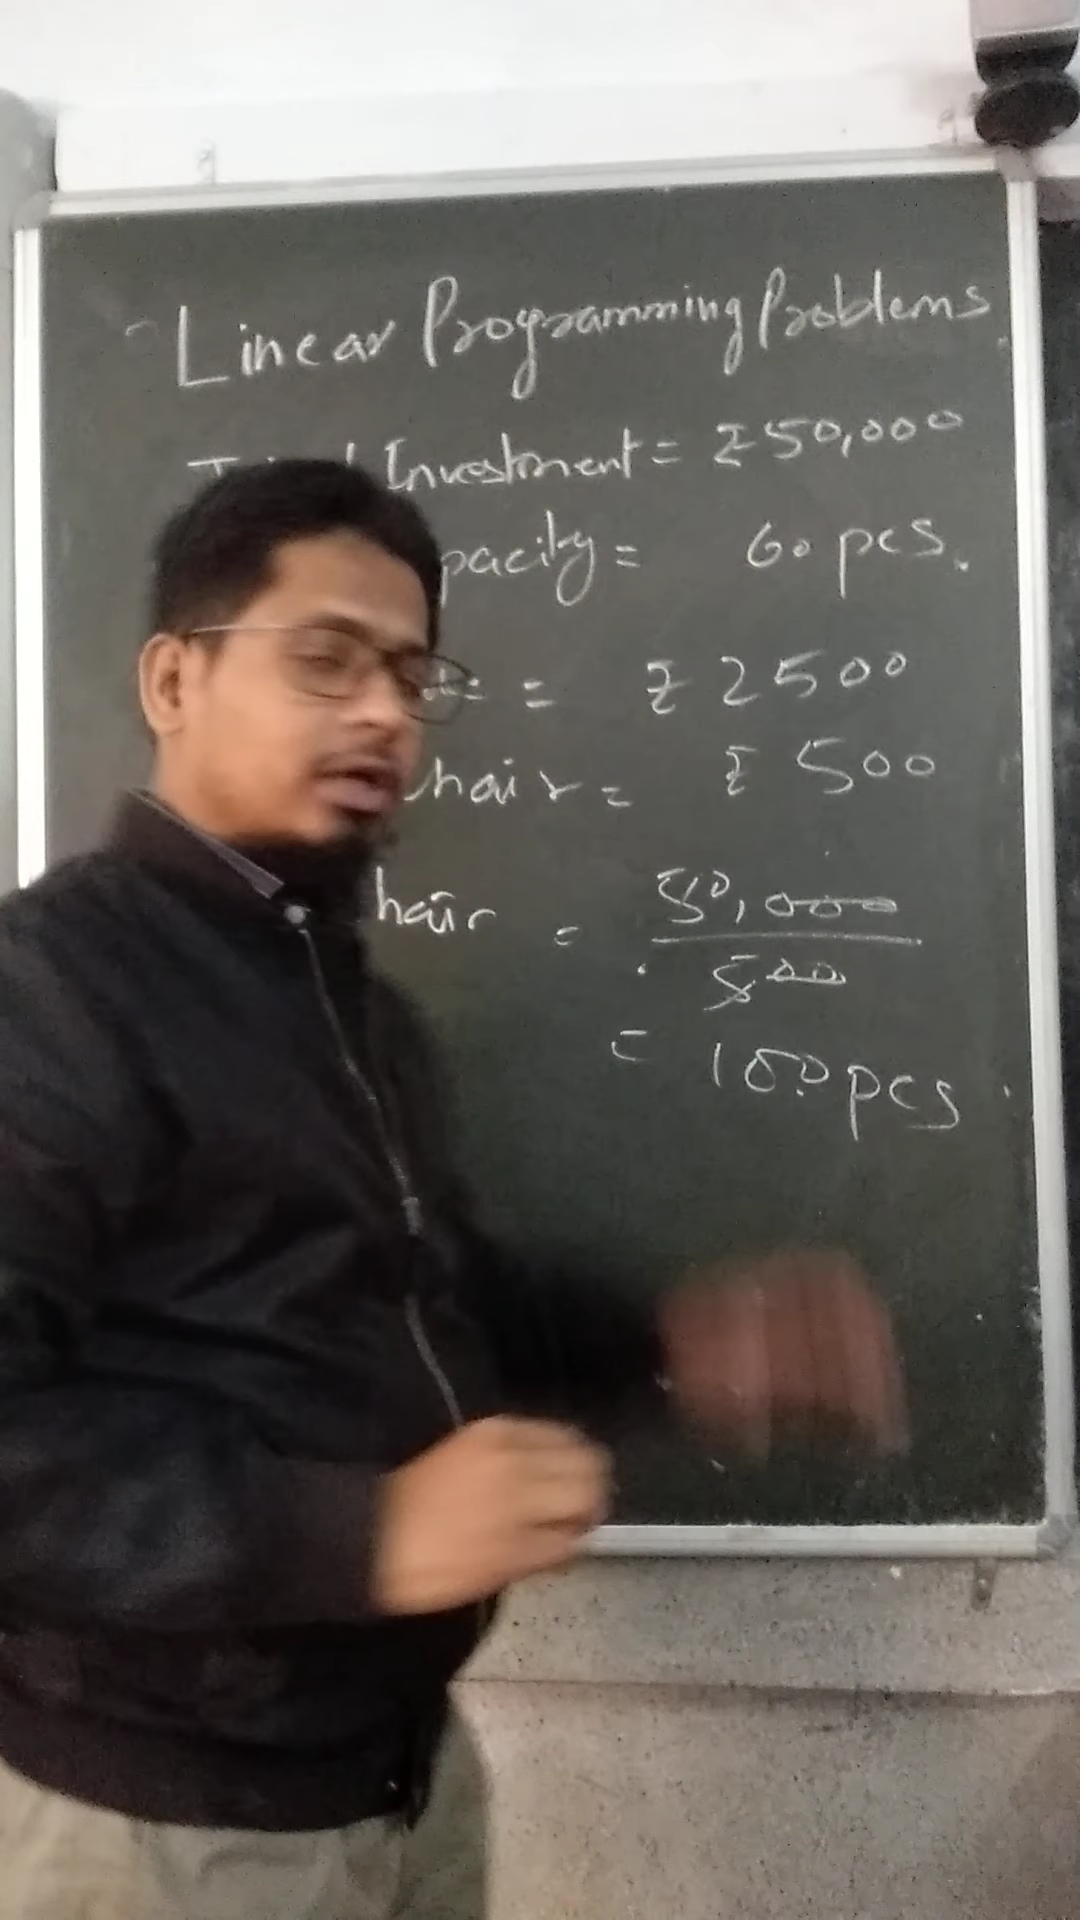 Linear Programming Problems
Investment = ₹50,000
pacity = 60 pcs.
= ₹2500
hair = ₹500
hair = 50,000
500
= 100 pcs